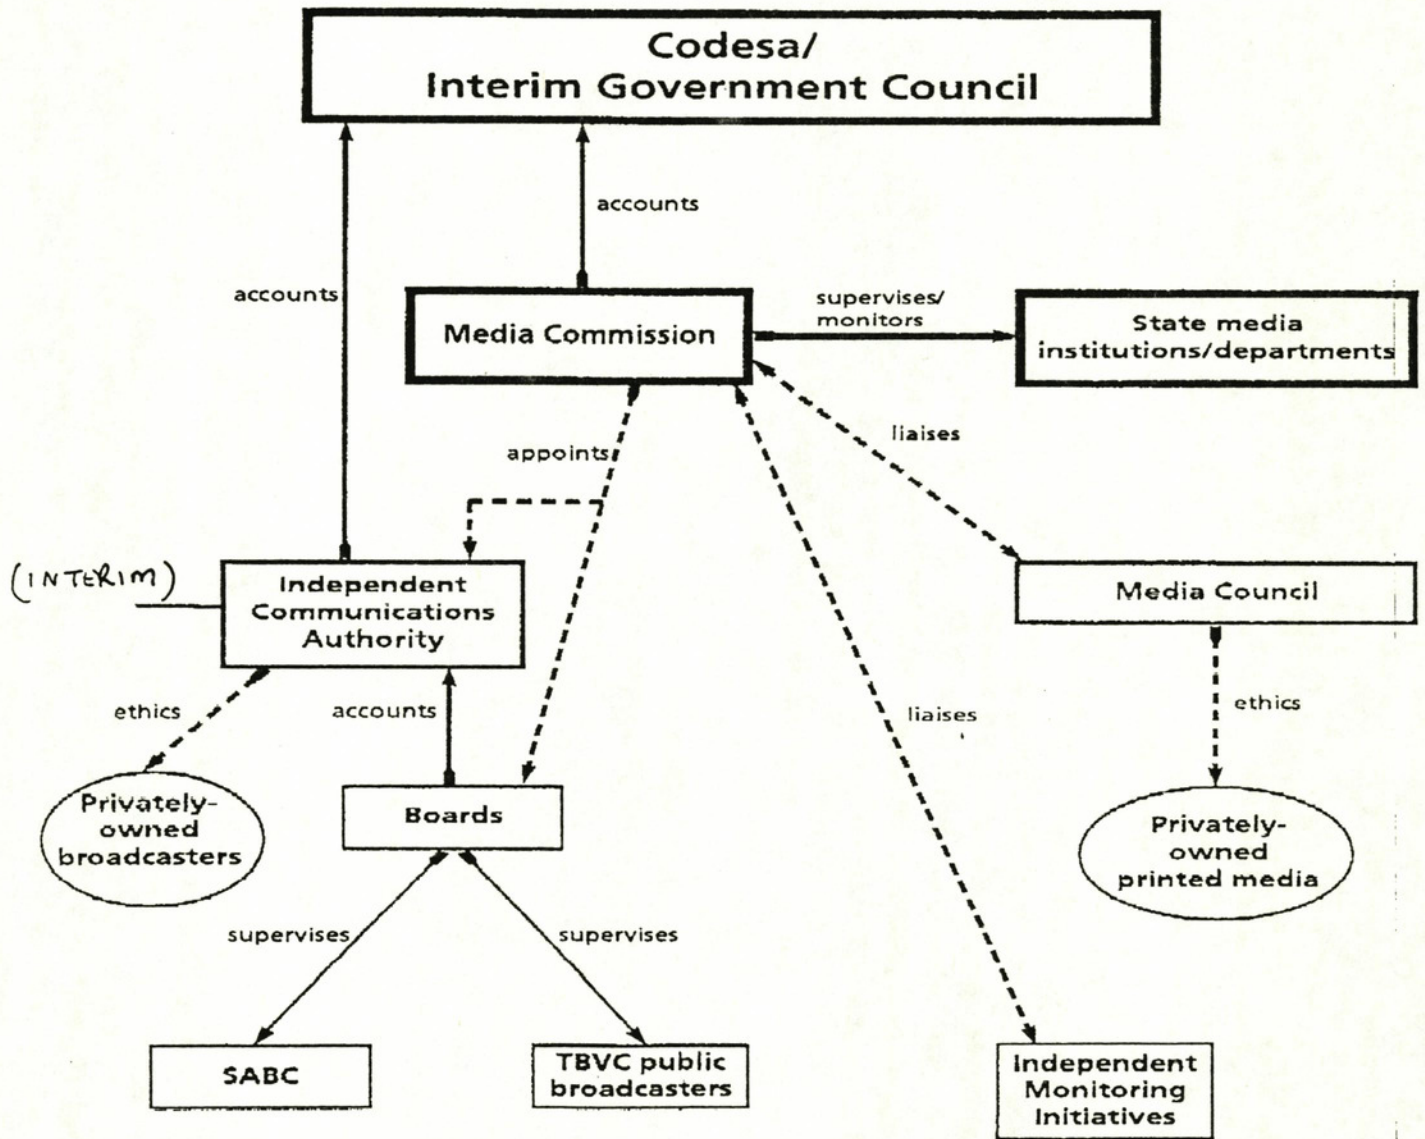 Codesa/
Interim Government Council
accounts
accounts
Media Commission
supervises/
monitors
State media
institutions/departments
liaises
appoints
(INTERIM)
Independent
Communications
Authority
Media Council
ethics
accounts
liaises
ethics
Privately-
owned
broadcasters
Boards
Privately-
owned
printed media
supervises
supervises
SABC
TBVC public
broadcasters
Independent
Monitoring
Initiatives